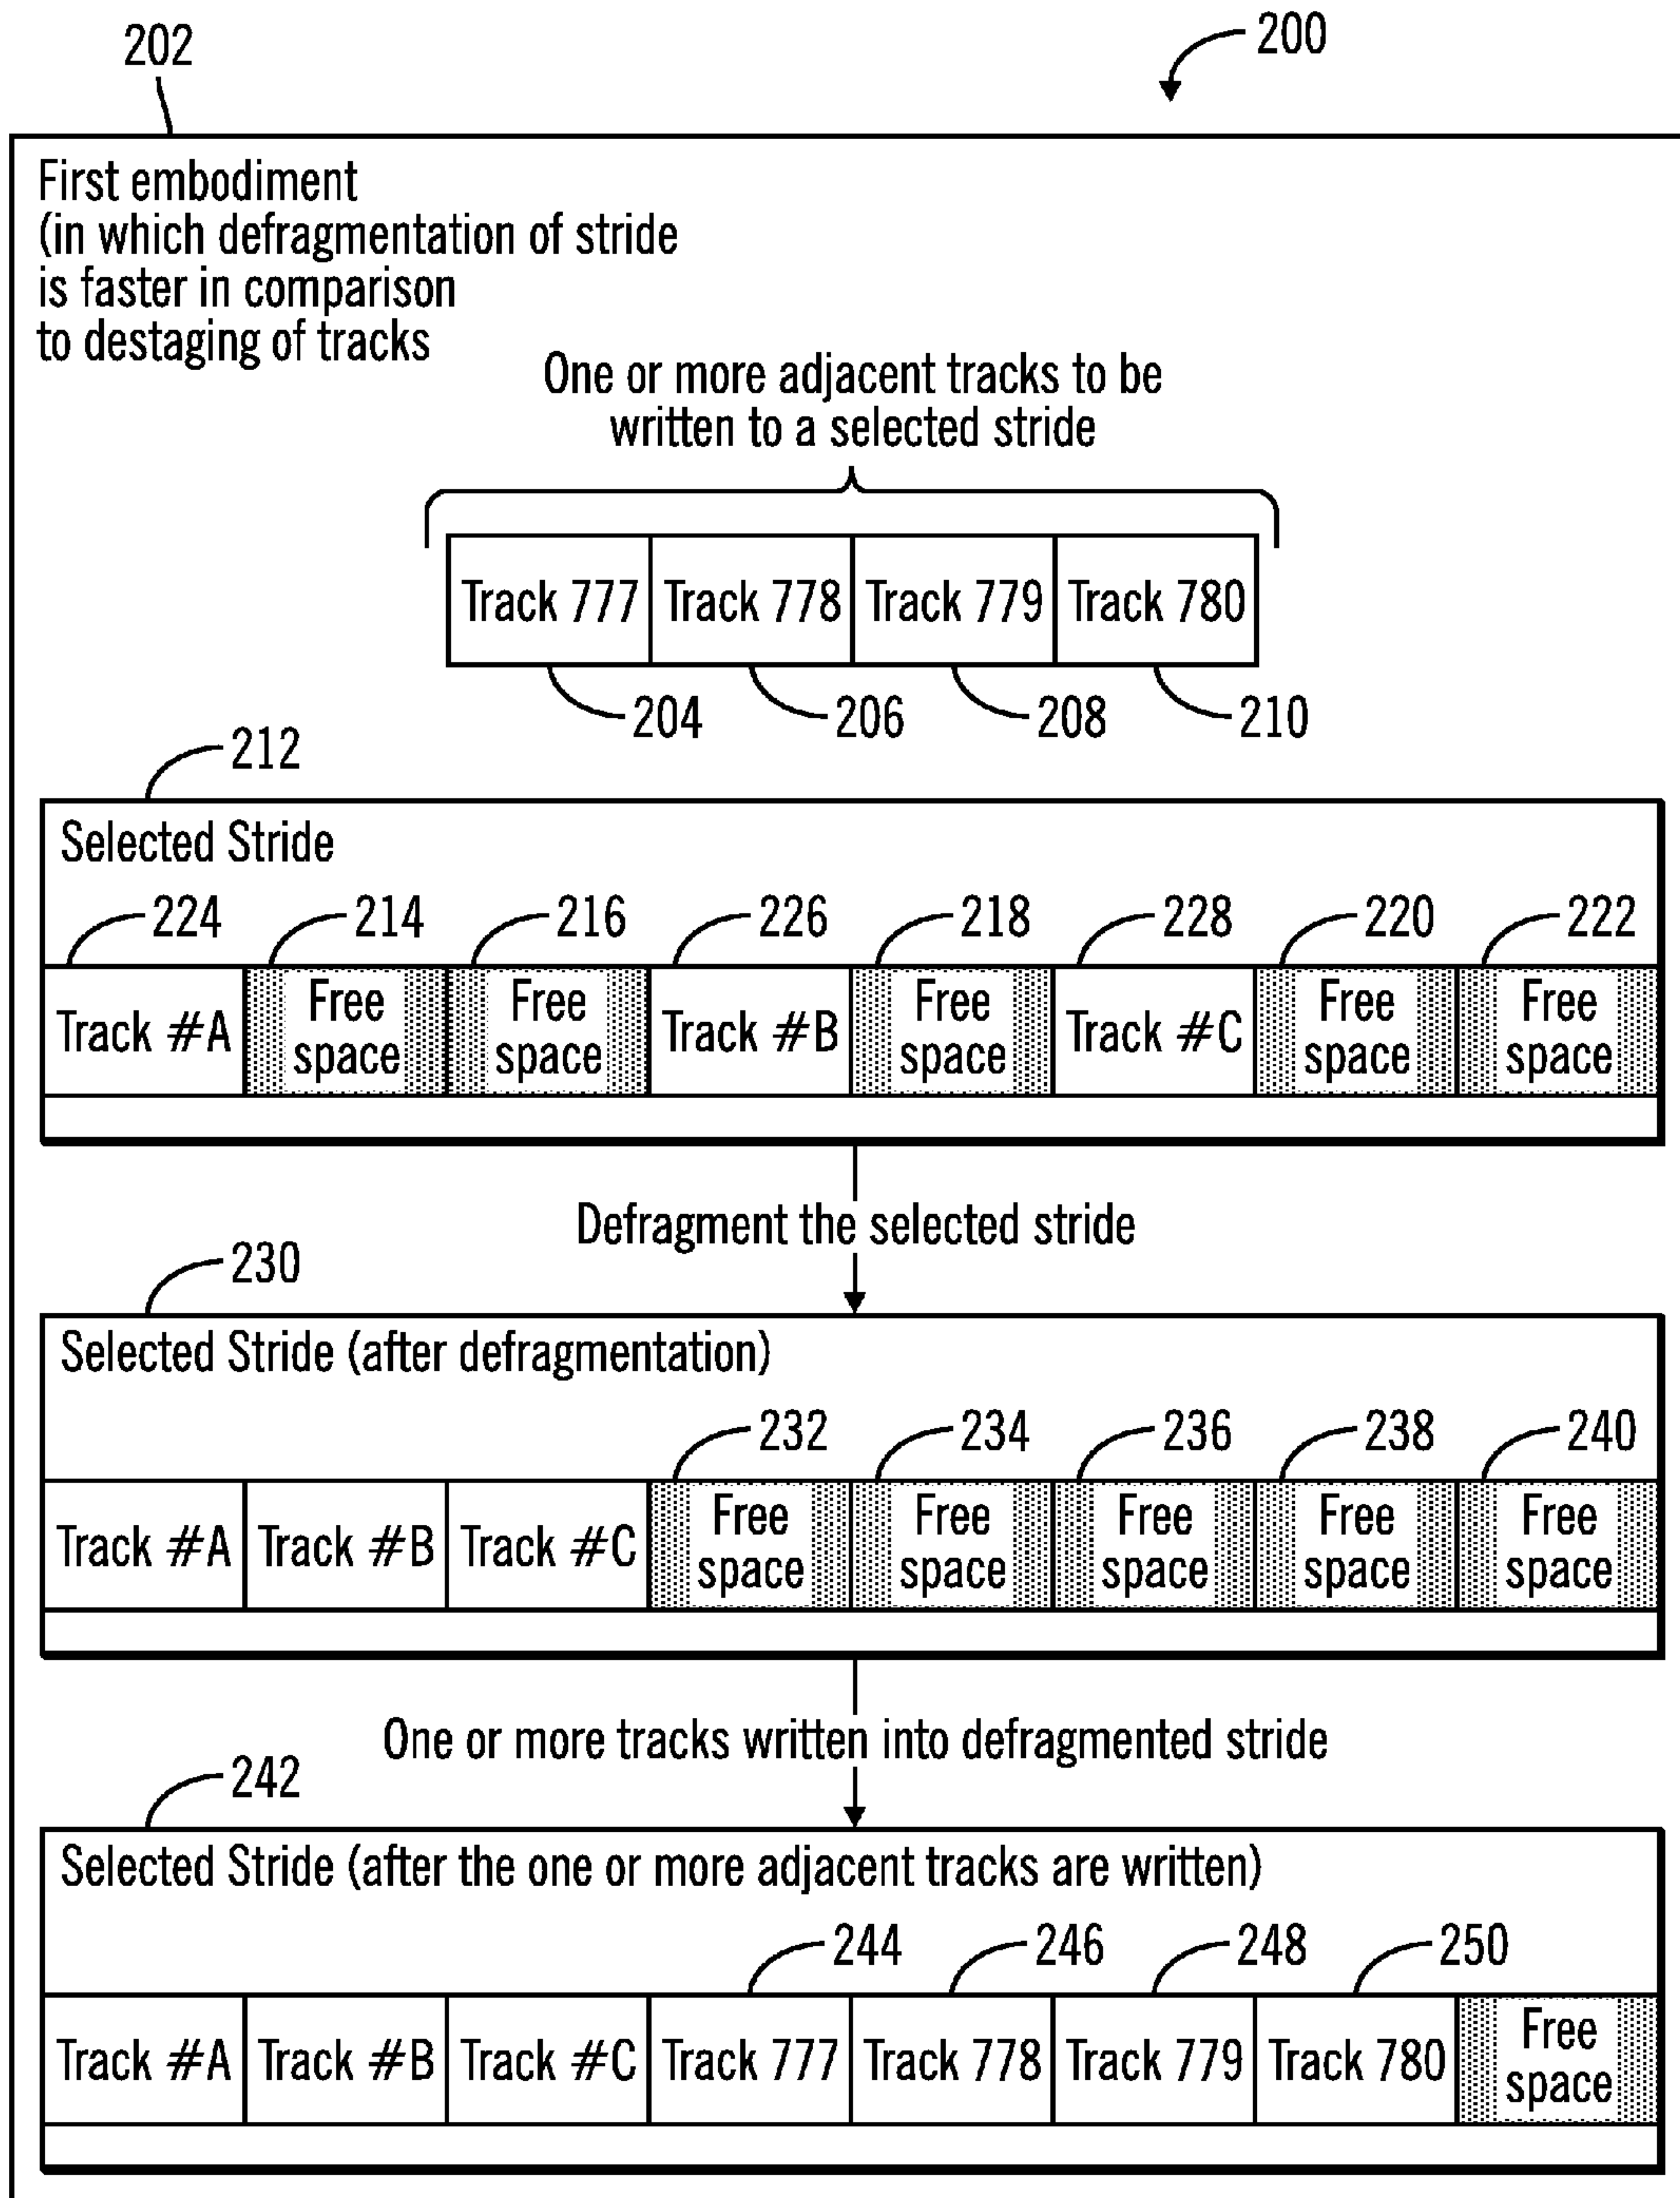 202
200
First embodiment
(in which defragmentation of stride
is faster in comparison
to destaging of tracks
One or more adjacent tracks to be
written to a selected stride
Track 777 Track 778 Track 779 Track 780
204 206 208 210
212
Selected Stride
224 214 216 226 218 228 220 222
Track #A Free space Free space Track #B Free space Track #C Free space Free space
Defragment the selected stride
230
Selected Stride (after defragmentation)
232 234 236 238 240
Track #A Track #B Track #C Free space Free space Free space Free space Free space
One or more tracks written into defragmented stride
242
Selected Stride (after the one or more adjacent tracks are written)
244 246 248 250
Track #A Track #B Track #C Track 777 Track 778 Track 779 Track 780 Free space